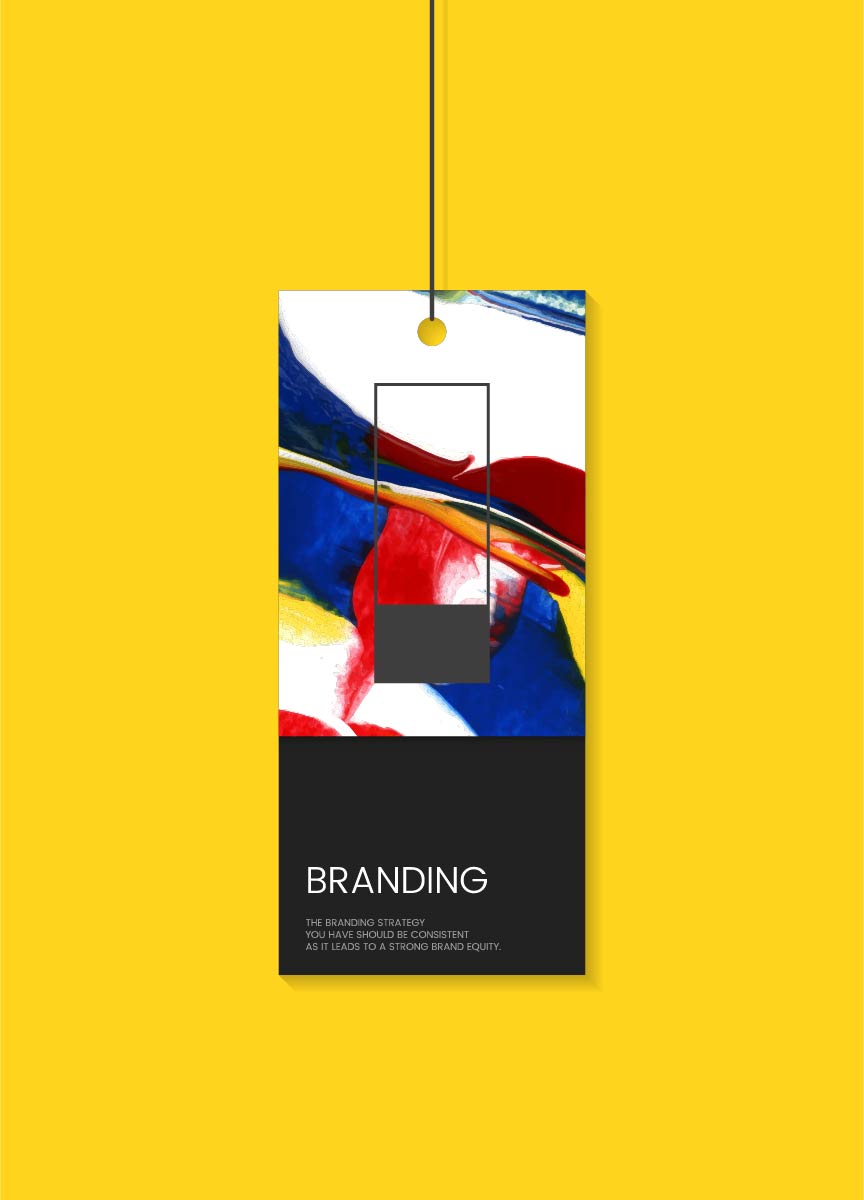 BRANDING
THE BRANDING STRATEGY
YOU HAVE SHOULD BE CONSISTENT
AS IT LEADS TO A STRONG BRAND EQUITY.